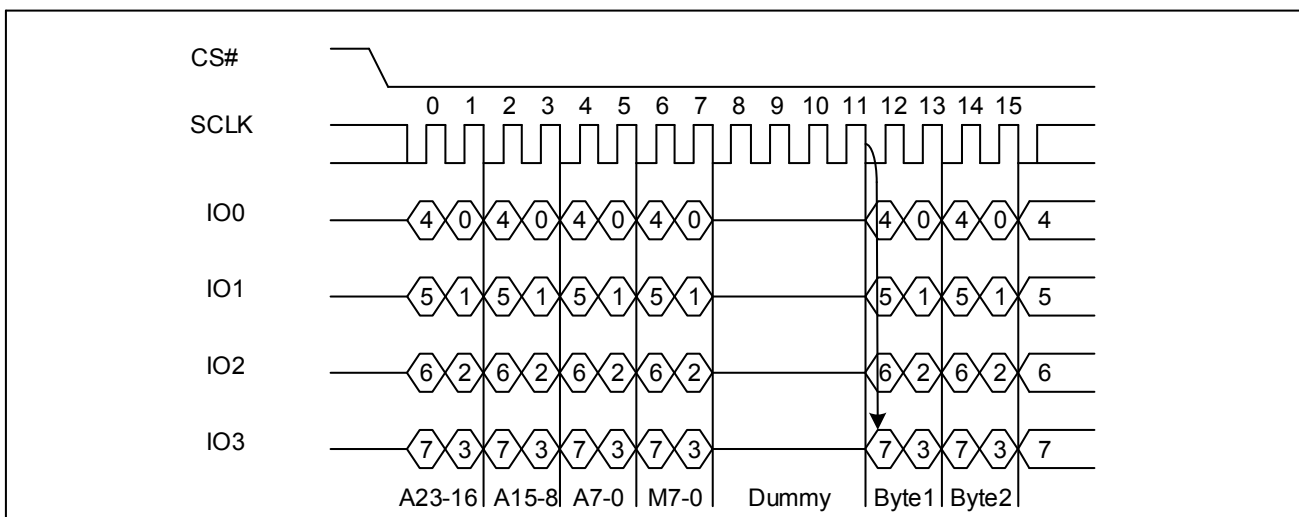 CS#
0 1 2 3 4 5 6 7 8 9 10 11 12 13 14 15
SCLK
IO0 4 0 4 0 4 0 4 0 4 0 4 0 4
IO1 5 1 5 1 5 1 5 1 5 1 5 1 5
IO2 6 2 6 2 6 2 6 2 6 2 6 2 6
IO3 7 3 7 3 7 3 7 3 7 3 7 3 7
A23-16 A15-8 A7-0 M7-0 Dummy Byte1 Byte2